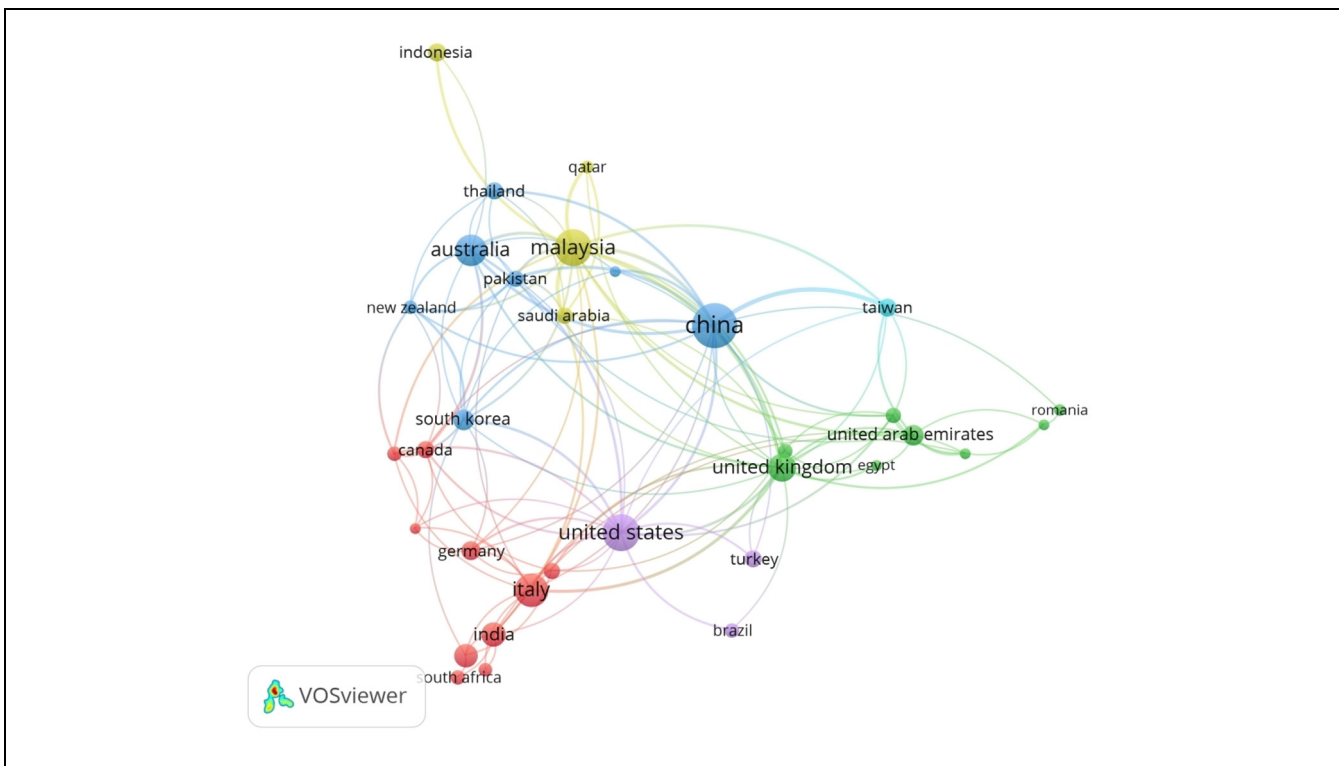 indonesia
qatar
thailand
australia
malaysia
pakistan
new zealand
saudi arabia
china
taiwan
south korea
canada
romania
united arab emirates
united kingdom
egypt
united states
germany
turkey
italy
india
brazil
south africa
VOSviewer